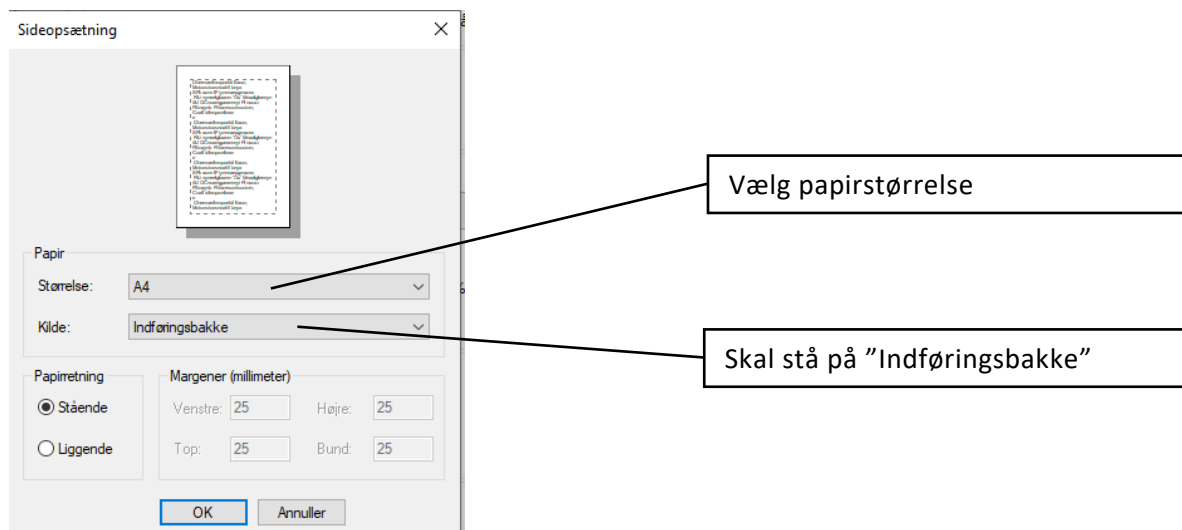 Sideopsætning
Papir
Størrelse: A4
Kilde: Indføringsbakke
Papirretning
Stående
Liggende
Margener (millimeter)
Venstre: 25 Højre: 25
Top: 25 Bund: 25
OK Annuller
Vælg papirstørrelse
Skal stå på ”Indføringsbakke”